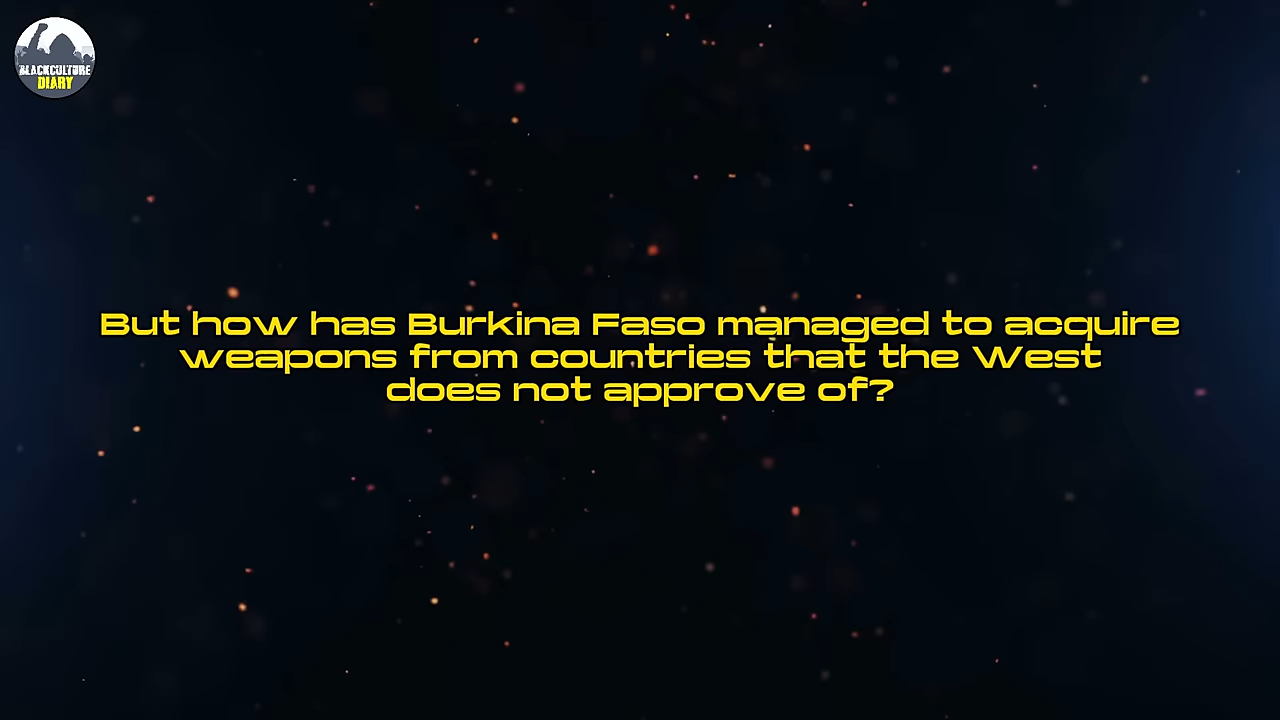 BLACKCULTURE
DIARY
But how has Burkina Faso managed to acquire
weapons from countries that the West
does not approve of?